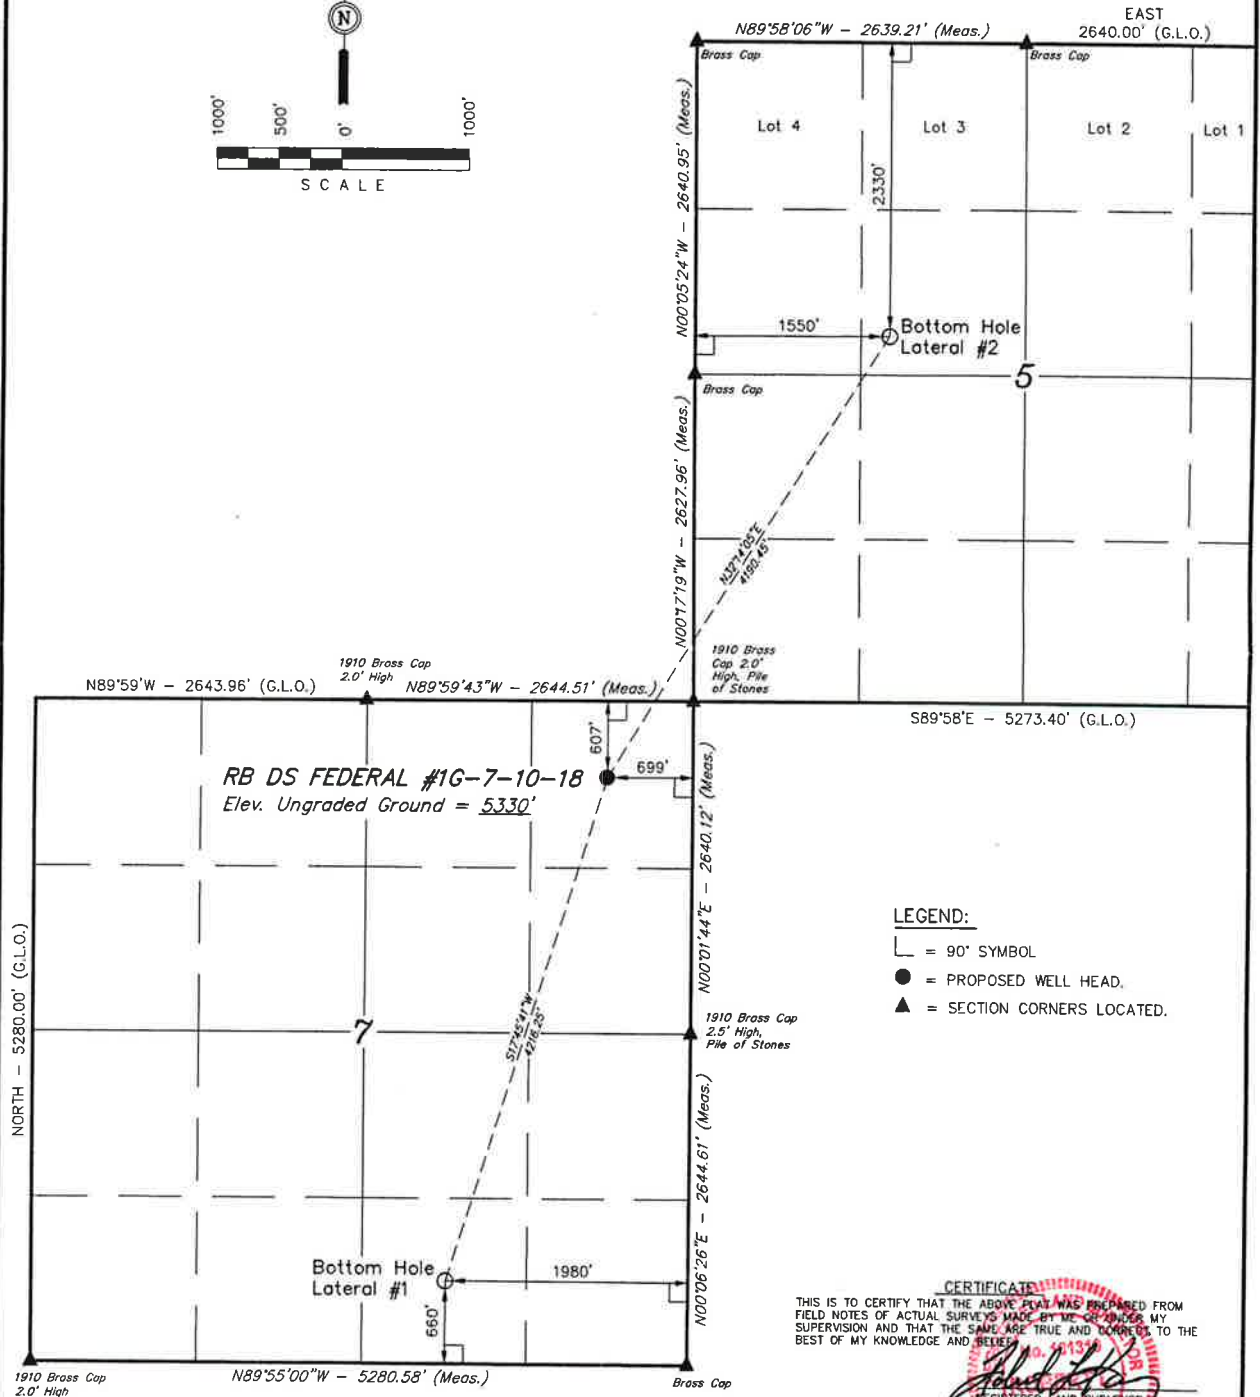 N
1000'
500'
0'
1000'
SCALE
N89°58'06"W - 2639.21' (Meas.)
EAST
2640.00' (G.L.O.)
Brass Cap
Brass Cap
Lot 4
Lot 3
Lot 2
Lot 1
N00°05'24"W - 2640.95' (Meas.)
2330'
1550'
Bottom Hole
Lateral #2
5
Brass Cap
N00°17'19"W - 2627.96' (Meas.)
N32°14'05"E
4190.45'
1910 Brass
Cap 2.0'
High, Pile
of Stones
1910 Brass Cap
2.0' High
N89°59'W - 2643.96' (G.L.O.)
N89°59'43"W - 2644.51' (Meas.)
S89°58'E - 5273.40' (G.L.O.)
607'
699'
RB DS FEDERAL #1G-7-10-18
Elev. Ungraded Ground = 5330'
N00°01'44"E - 2640.12' (Meas.)
LEGEND:
= 90° SYMBOL
= PROPOSED WELL HEAD.
= SECTION CORNERS LOCATED.
NORTH - 5280.00' (G.L.O.)
7
S17°45'41"W
4216.25'
1910 Brass Cap
2.5' High,
Pile of Stones
N00°06'26"E - 2644.61' (Meas.)
Bottom Hole
Lateral #1
1980'
660'
N89°55'00"W - 5280.58' (Meas.)
1910 Brass Cap
2.0' High
Brass Cap
CERTIFICATE
THIS IS TO CERTIFY THAT THE ABOVE PLAT WAS PREPARED FROM
FIELD NOTES OF ACTUAL SURVEYS MADE BY ME OR UNDER MY
SUPERVISION AND THAT THE SAME ARE TRUE AND CORRECT TO THE
BEST OF MY KNOWLEDGE AND BELIEF
LAND